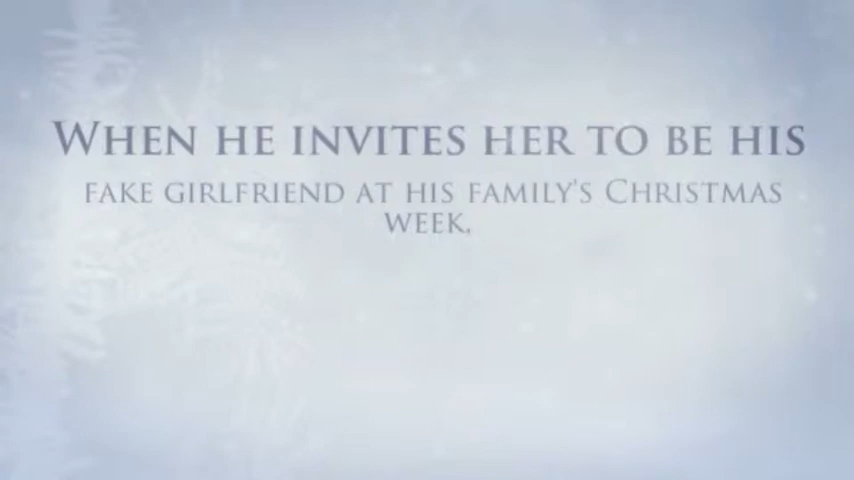 When he invites her to be his
fake girlfriend at his family's Christmas
week,